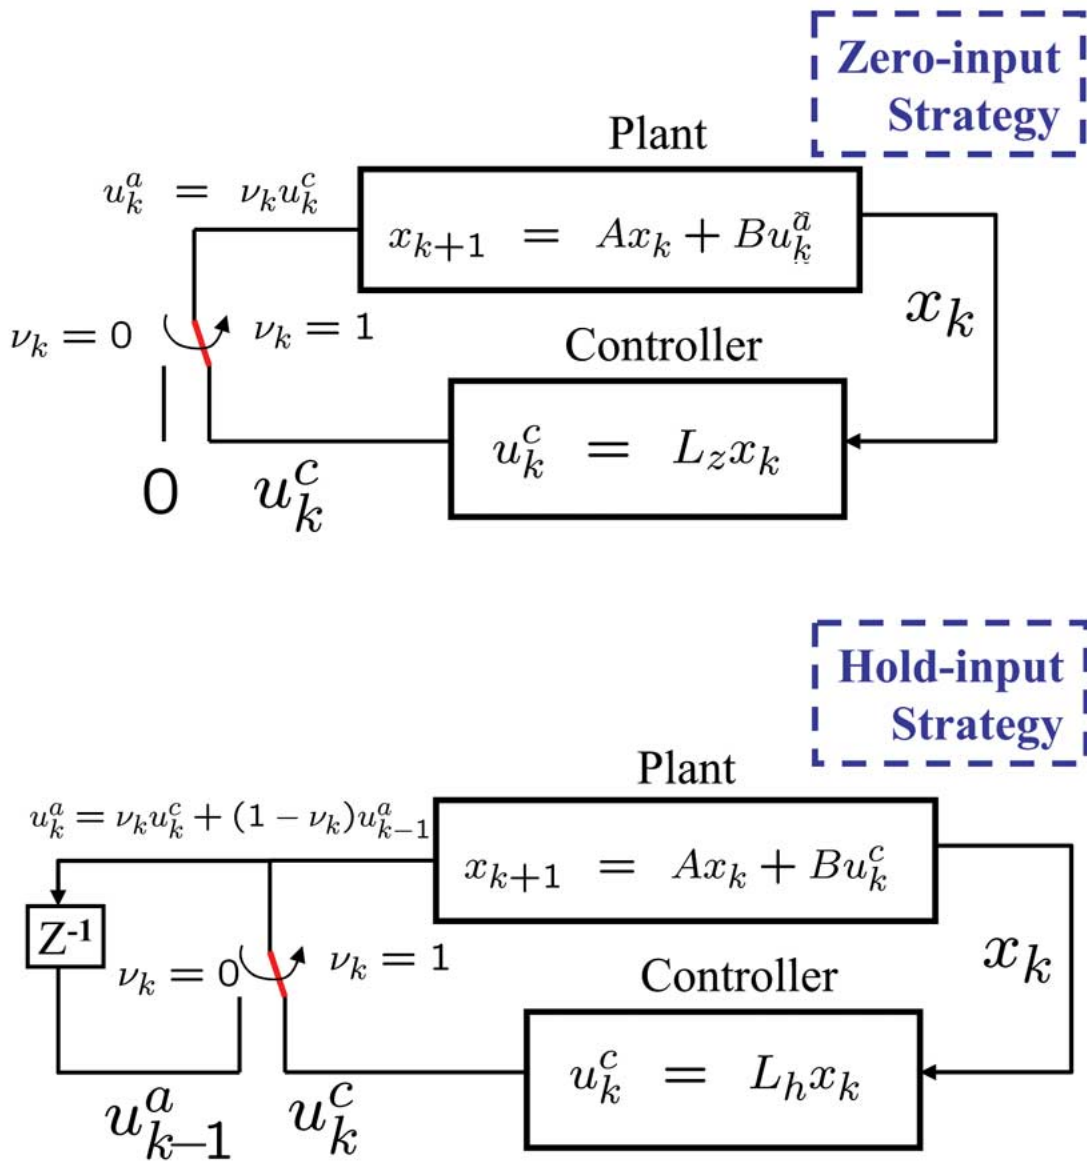 Zero-input
Strategy
Plant
u_k^a = ν_k u_k^c
x_{k+1} = Ax_k + Bu_k^a
x_k
ν_k = 0
ν_k = 1
Controller
u_k^c = L_z x_k
0
u_k^c
Hold-input
Strategy
Plant
u_k^a = ν_k u_k^c + (1 − ν_k)u_{k−1}^a
x_{k+1} = Ax_k + Bu_k^c
Z^{-1}
x_k
ν_k = 0
ν_k = 1
Controller
u_k^c = L_h x_k
u_{k−1}^a
u_k^c